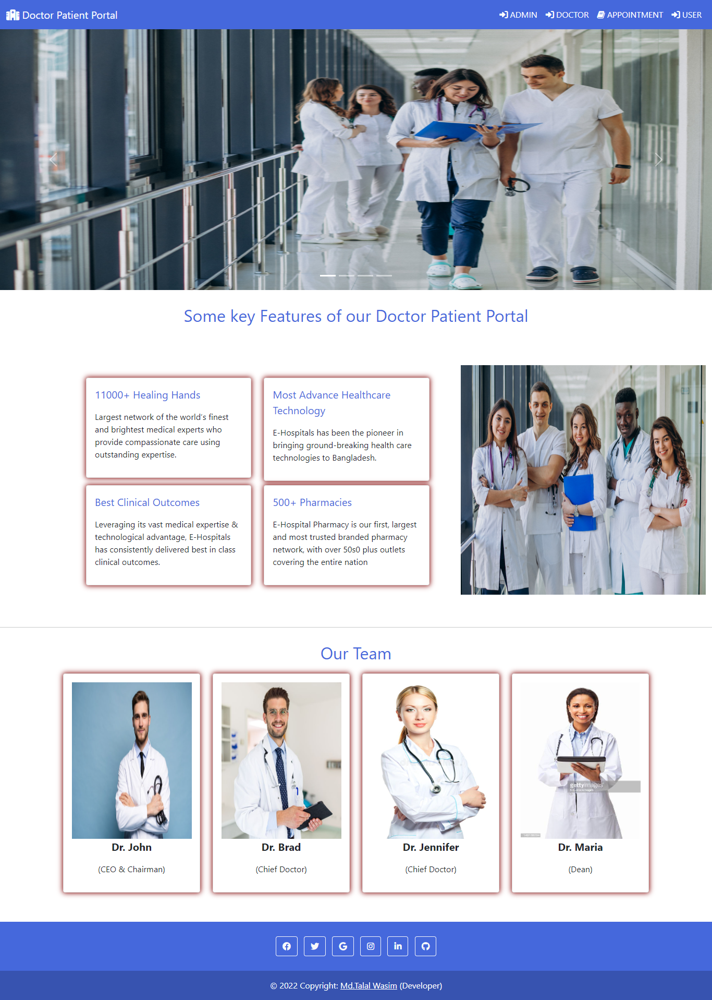 Doctor Patient Portal
ADMIN DOCTOR APPOINTMENT USER
Some key Features of our Doctor Patient Portal
11000+ Healing Hands
Largest network of the world's finest
and brightest medical experts who
provide compassionate care using
outstanding expertise.
Most Advance Healthcare
Technology
E-Hospitals has been the pioneer in
bringing ground-breaking health care
technologies to Bangladesh.
Best Clinical Outcomes
Leveraging its vast medical expertise &
technological advantage, E-Hospitals
has consistently delivered best in class
clinical outcomes.
500+ Pharmacies
E-Hospital Pharmacy is our first, largest
and most trusted branded pharmacy
network, with over 50s0 plus outlets
covering the entire nation
Our Team
Dr. John
(CEO & Chairman)
Dr. Brad
(Chief Doctor)
Dr. Jennifer
(Chief Doctor)
gettyimages
Dr. Maria
(Dean)
© 2022 Copyright: Md.Talal Wasim (Developer)